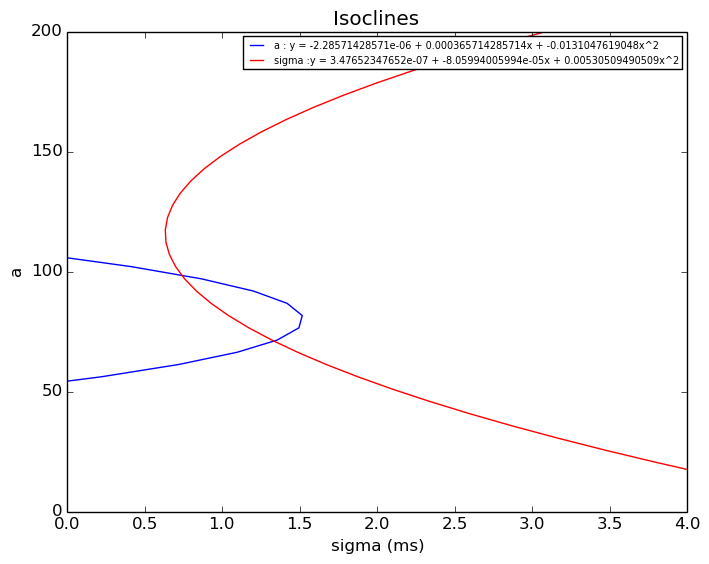 Isoclines
a : y = -2.28571428571e-06 + 0.000365714285714x + -0.0131047619048x^2
sigma :y = 3.47652347652e-07 + -8.05994005994e-05x + 0.00530509490509x^2
200
150
100
50
0
a
0.0 0.5 1.0 1.5 2.0 2.5 3.0 3.5 4.0
sigma (ms)